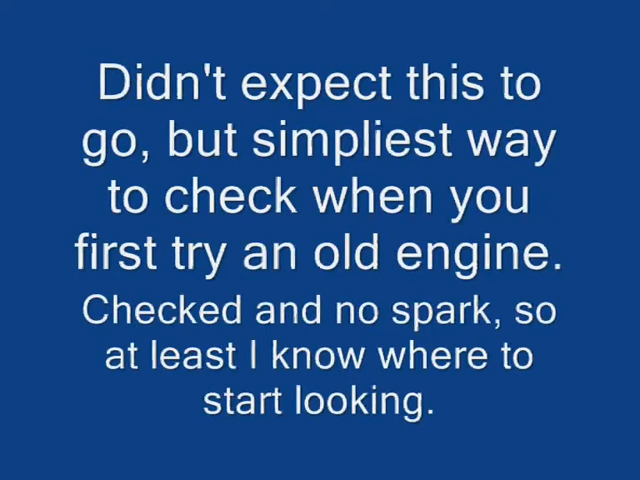 Didn't expect this to
go, but simpliest way
to check when you
first try an old engine.
Checked and no spark, so
at least I know where to
start looking.